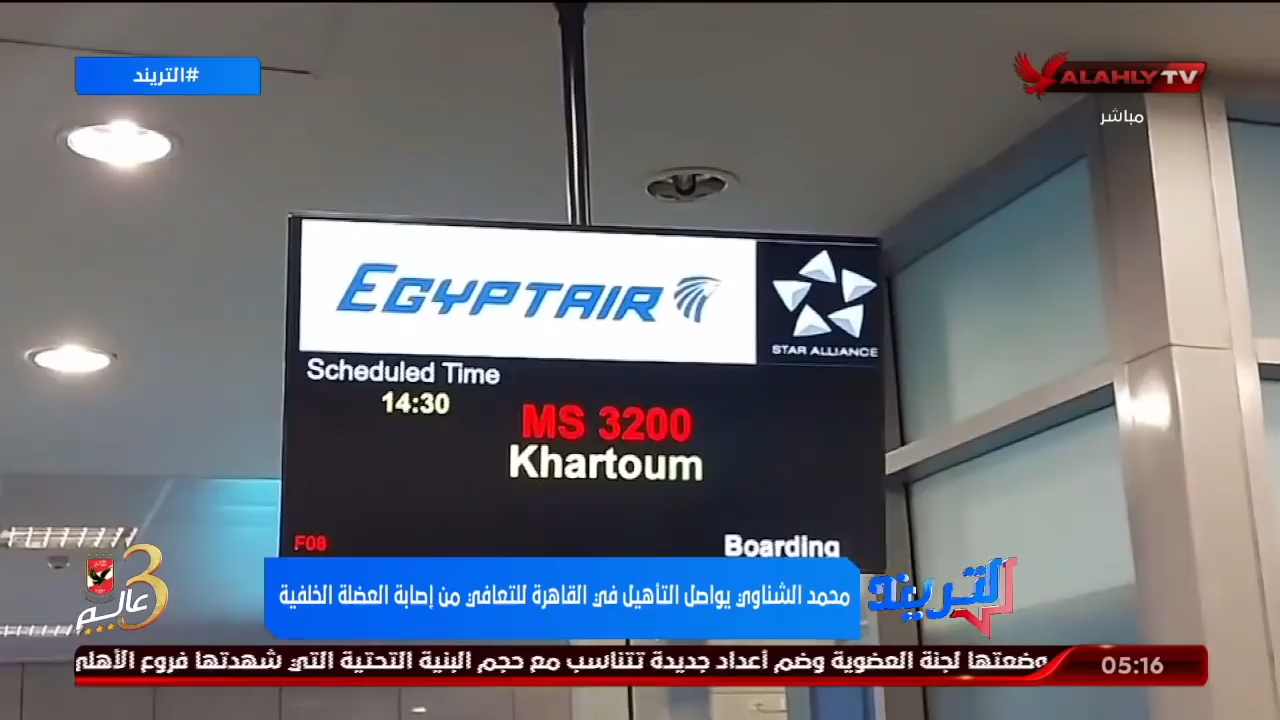 #التريند
ALAHLY TV
مباشر
EGYPTAIR
STAR ALLIANCE
Scheduled Time
14:30
MS 3200
Khartoum
F08
Boarding
3
عالم
محمد الشناوي يواصل التأهيل في القاهرة للتعافي من إصابة العضلة الخلفية
التريند
وضعتها لجنة العضوية وضم أعداد جديدة تتناسب مع حجم البنية التحتية التي شهدتها فروع الأهلي
05:16